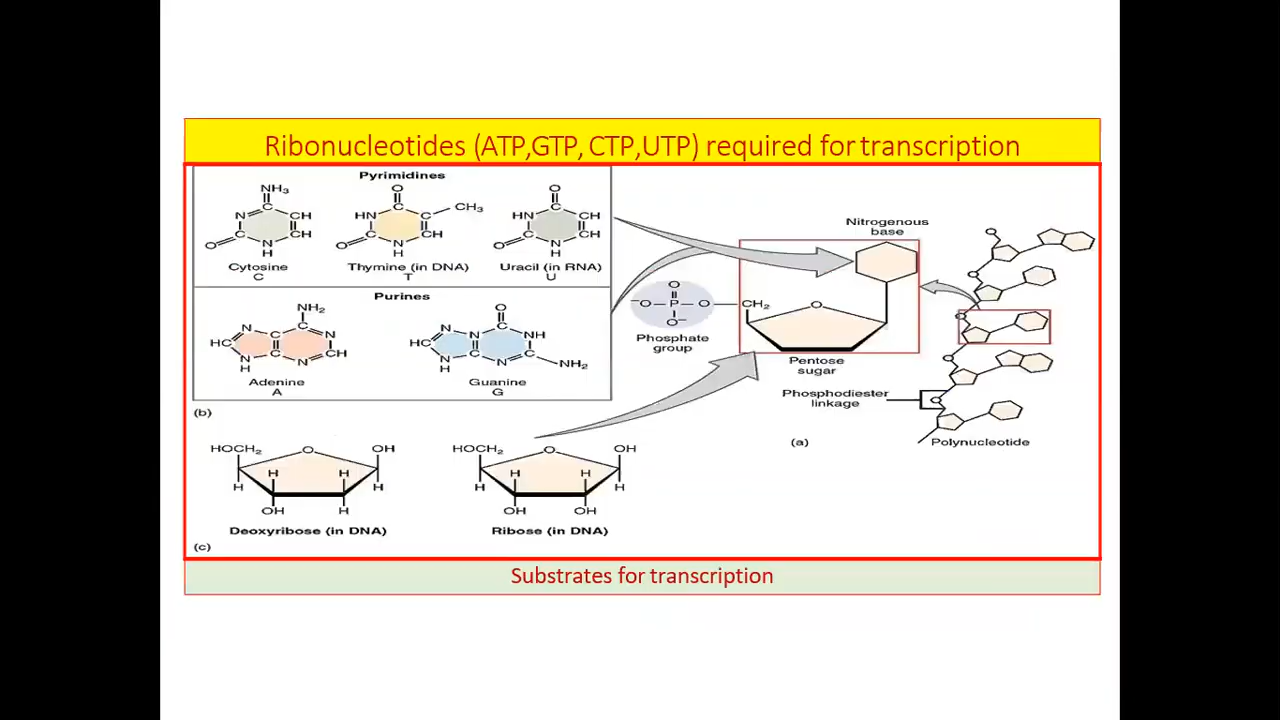 Ribonucleotides (ATP,GTP, CTP,UTP) required for transcription
Pyrimidines
NH₃
C
N
CH
C
CH
O
N
H
Cytosine
C
O
C
CH₃
HN
C
C
CH
O
N
H
Thymine (in DNA)
T
O
C
HN
CH
C
CH
O
N
H
Uracil (in RNA)
U
Purines
NH₂
N
C
C
N
HC
C
CH
N
N
H
Adenine
A
O
N
N
C
NH
HC
C
C
N
N
NH₂
H
Guanine
G
(b)
Nitrogenous
base
O
⁻O
P
O
O⁻
CH₂
O
Phosphate
group
Pentose
sugar
Phosphodiester
linkage
(a)
Polynucleotide
HOCH₂
O
OH
H
H
H
H
OH
H
Deoxyribose (in DNA)
HOCH₂
O
OH
H
H
H
H
OH
OH
Ribose (in DNA)
(c)
Substrates for transcription